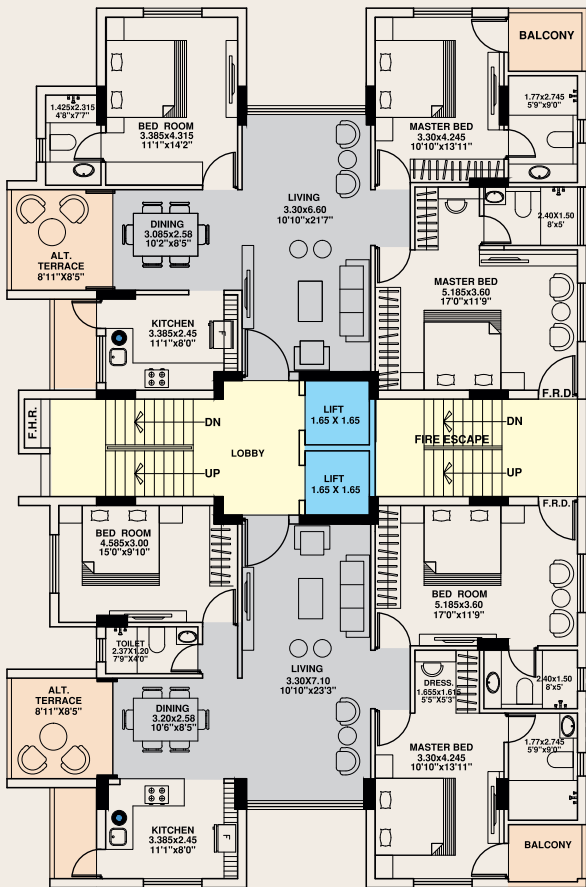 BALCONY
1.425x2.315
4'8"x7'7"
BED ROOM
3.385x4.315
11'1"x14'2"
MASTER BED
3.30x4.245
10'10"x13'11"
1.77x2.745
5'9"x9'0"
LIVING
3.30x6.60
10'10"x21'7"
DINING
3.085x2.58
10'2"x8'5"
2.40X1.50
8'x5'
ALT.
TERRACE
8'11"X8'5"
MASTER BED
5.185x3.60
17'0"x11'9"
KITCHEN
3.385x2.45
11'1"x8'0"
F
F.R.D.
F.H.R.
DN
UP
LOBBY
LIFT
1.65 X 1.65
LIFT
1.65 X 1.65
DN
FIRE ESCAPE
UP
F.R.D.
BED ROOM
4.585x3.00
15'0"x9'10"
BED ROOM
5.185x3.60
17'0"x11'9"
TOILET
2.37X1.20
7'9"X4'0"
LIVING
3.30X7.10
10'10"x23'3"
DRESS.
1.655x1.615
5'5"X5'3"
2.40x1.50
8'x5'
ALT.
TERRACE
8'11"X8'5"
DINING
3.20x2.58
10'6"x8'5"
MASTER BED
3.30x4.245
10'10"x13'11"
1.77x2.745
5'9"x9'0"
KITCHEN
3.385x2.45
11'1"x8'0"
F
BALCONY